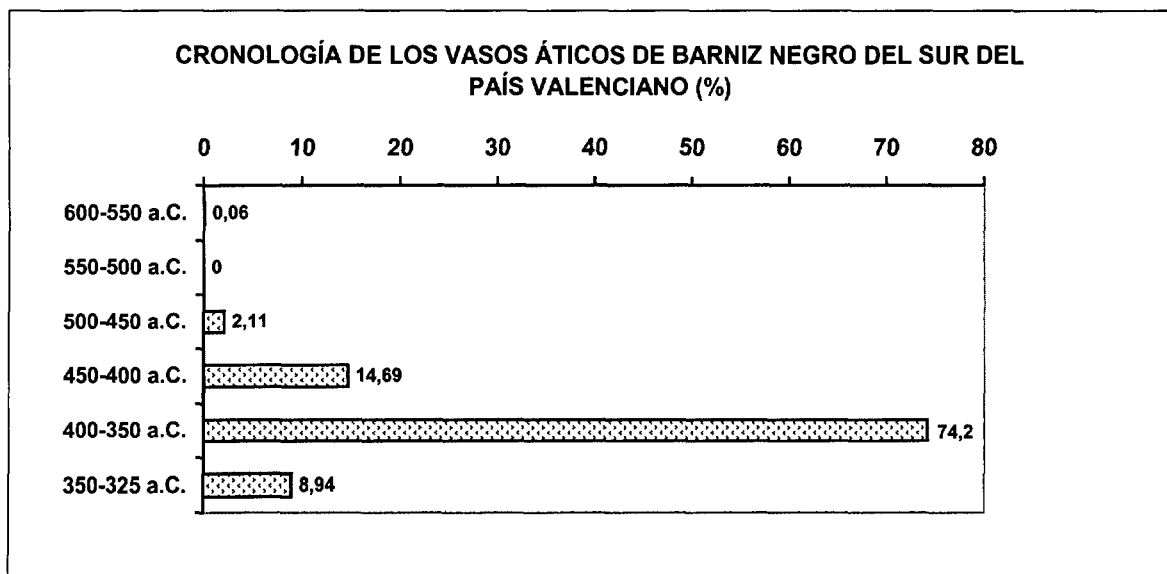 CRONOLOGÍA DE LOS VASOS ÁTICOS DE BARNIZ NEGRO DEL SUR DEL
PAÍS VALENCIANO (%)
0 10 20 30 40 50 60 70 80
600-550 a.C. 0,06
550-500 a.C. 0
500-450 a.C. 2,11
450-400 a.C. 14,69
400-350 a.C. 74,2
350-325 a.C. 8,94